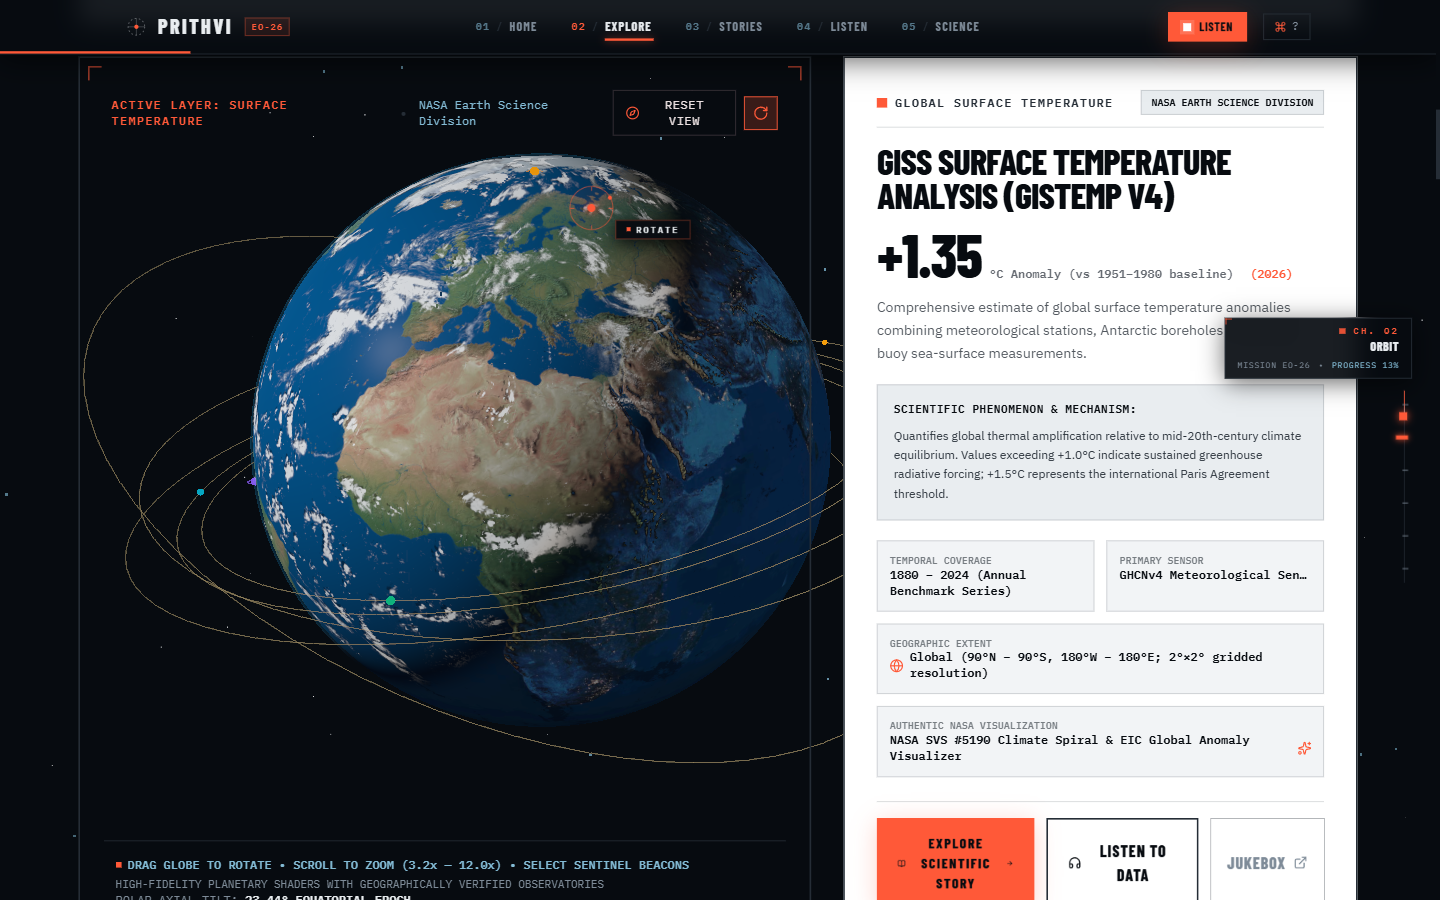 PRITHVI EO-26
01 / HOME 02 / EXPLORE 03 / STORIES 04 / LISTEN 05 / SCIENCE
LISTEN
⌘ ?
ACTIVE LAYER: SURFACE
TEMPERATURE
NASA Earth Science
Division
RESET
VIEW
ROTATE
DRAG GLOBE TO ROTATE • SCROLL TO ZOOM (3.2x — 12.0x) • SELECT SENTINEL BEACONS
HIGH-FIDELITY PLANETARY SHADERS WITH GEOGRAPHICALLY VERIFIED OBSERVATORIES
POLAR AXIAL TILT: 23.44° EQUATORIAL EPOCH
GLOBAL SURFACE TEMPERATURE
NASA EARTH SCIENCE DIVISION
GISS SURFACE TEMPERATURE
ANALYSIS (GISTEMP V4)
+1.35 °C Anomaly (vs 1951–1980 baseline) (2026)
Comprehensive estimate of global surface temperature anomalies
combining meteorological stations, Antarctic boreholes
buoy sea-surface measurements.
CH. 02
ORBIT
MISSION EO-26 • PROGRESS 13%
SCIENTIFIC PHENOMENON & MECHANISM:
Quantifies global thermal amplification relative to mid-20th-century climate
equilibrium. Values exceeding +1.0°C indicate sustained greenhouse
radiative forcing; +1.5°C represents the international Paris Agreement
threshold.
TEMPORAL COVERAGE
1880 – 2024 (Annual
Benchmark Series)
PRIMARY SENSOR
GHCNv4 Meteorological Sen…
GEOGRAPHIC EXTENT
Global (90°N – 90°S, 180°W – 180°E; 2°×2° gridded
resolution)
AUTHENTIC NASA VISUALIZATION
NASA SVS #5190 Climate Spiral & EIC Global Anomaly
Visualizer
EXPLORE
SCIENTIFIC
STORY
LISTEN TO
DATA
JUKEBOX